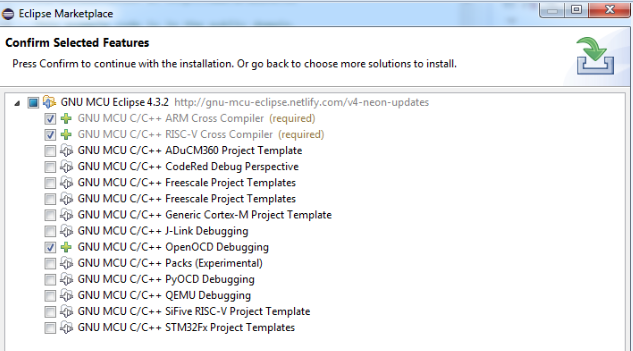 Eclipse Marketplace
Confirm Selected Features
Press Confirm to continue with the installation. Or go back to choose more solutions to install.
GNU MCU Eclipse 4.3.2 http://gnu-mcu-eclipse.netlify.com/v4-neon-updates
GNU MCU C/C++ ARM Cross Compiler (required)
GNU MCU C/C++ RISC-V Cross Compiler (required)
GNU MCU C/C++ ADuCM360 Project Template
GNU MCU C/C++ CodeRed Debug Perspective
GNU MCU C/C++ Freescale Project Templates
GNU MCU C/C++ Freescale Project Templates
GNU MCU C/C++ Generic Cortex-M Project Template
GNU MCU C/C++ J-Link Debugging
GNU MCU C/C++ OpenOCD Debugging
GNU MCU C/C++ Packs (Experimental)
GNU MCU C/C++ PyOCD Debugging
GNU MCU C/C++ QEMU Debugging
GNU MCU C/C++ SiFive RISC-V Project Template
GNU MCU C/C++ STM32Fx Project Templates